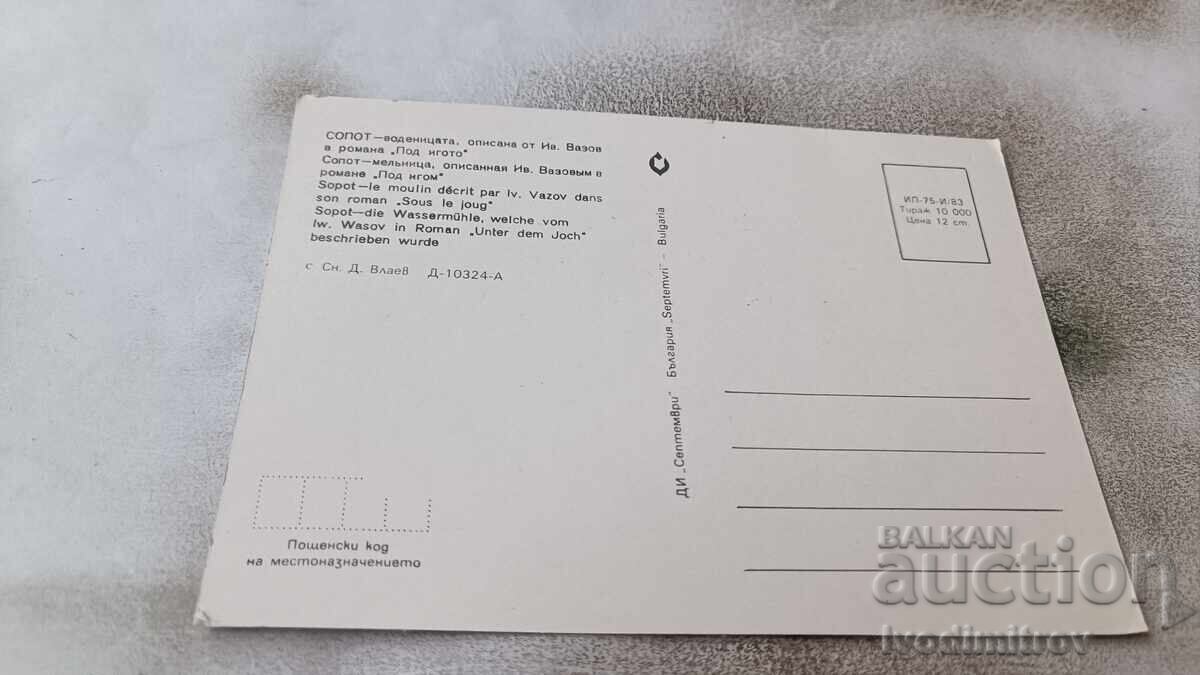 СОПОТ—воденицата, описана от Ив. Вазов
в романа „Под игото"
Сопот—мельница, описанная Ив. Вазовым в
романе „Под игом"
Sopot—le moulin décrit par Iv. Vazov dans
son roman „Sous le joug"
Sopot—die Wassermühle, welche vom
Iw. Wasov in Roman „Unter dem Joch"
beschrieben wurde
с Сн. Д. Влаев Д-10324-А
ДИ „Септември" България „Septemvri" – Bulgaria
ИП-75-И/83
Тираж 10 000
Цена 12 ст.
Пощенски код
на местоназначението
BALKAN
auction
Ivodimitrov